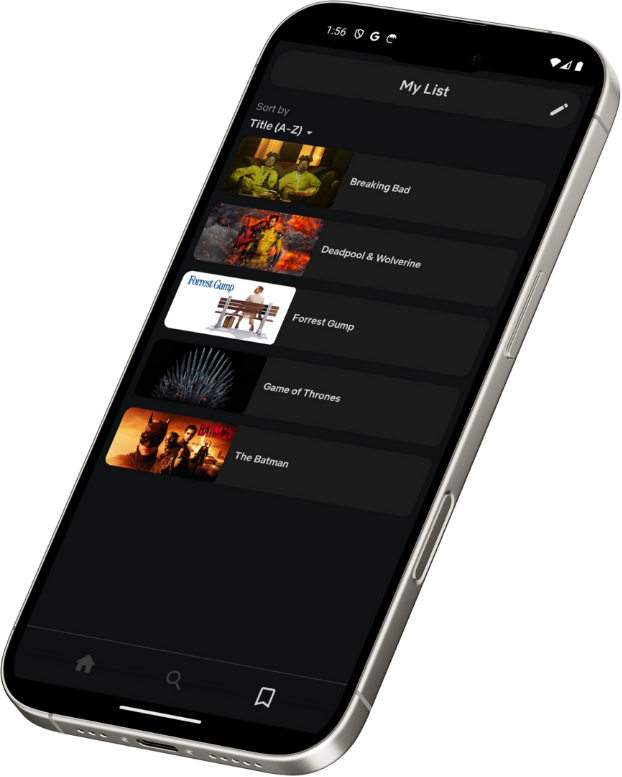 1:56
My List
Sort by
Title (A-Z)
Breaking Bad
Deadpool & Wolverine
Forrest Gump
Forrest Gump
Game of Thrones
The Batman